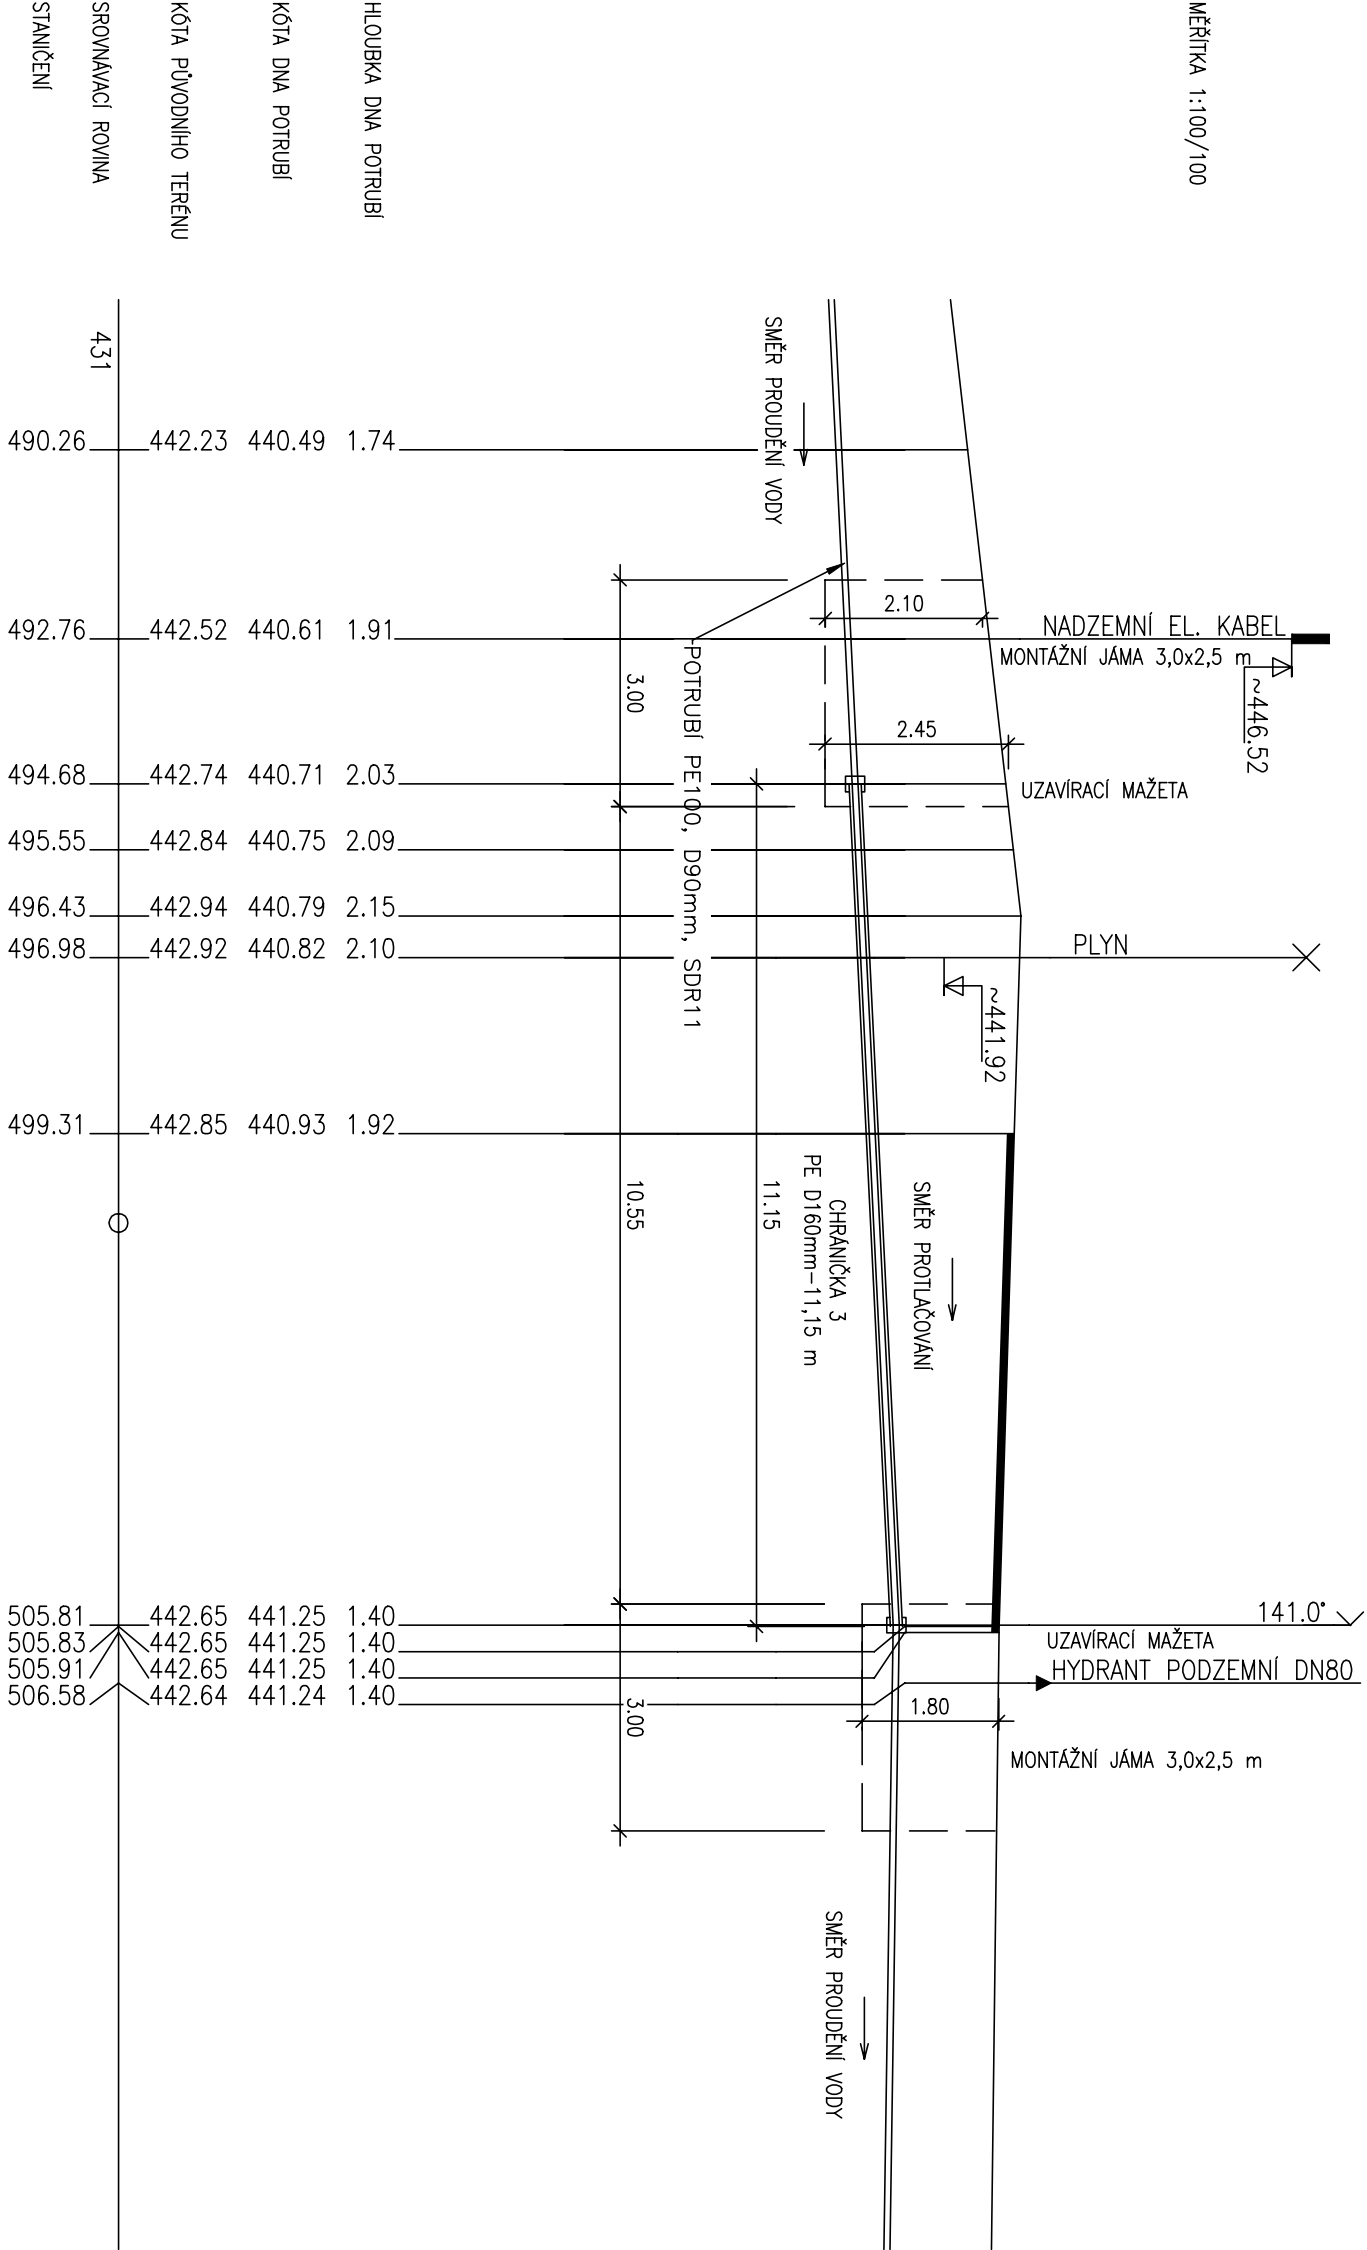 MĚŘÍTKA 1:100/100
HLOUBKA DNA POTRUBÍ
KÓTA DNA POTRUBÍ
KÓTA PŮVODNÍHO TERÉNU
SROVNÁVACÍ ROVINA
STANIČENÍ
431
SMĚR PROUDĚNÍ VODY
490.26 442.23 440.49 1.74
2.10
NADZEMNÍ EL. KABEL
492.76 442.52 440.61 1.91
MONTÁŽNÍ JÁMA 3,0x2,5 m
~446.52
3.00
POTRUBÍ PE100, D90mm, SDR11
2.45
494.68 442.74 440.71 2.03
UZAVÍRACÍ MAŽETA
495.55 442.84 440.75 2.09
496.43 442.94 440.79 2.15
496.98 442.92 440.82 2.10
PLYN
~441.92
499.31 442.85 440.93 1.92
10.55
11.15
CHRÁNIČKA 3
PE D160mm-11,15 m
SMĚR PROTLAČOVÁNÍ
505.81 442.65 441.25 1.40
141.0°
505.83 442.65 441.25 1.40
UZAVÍRACÍ MAŽETA
505.91 442.65 441.25 1.40
HYDRANT PODZEMNÍ DN80
506.58 442.64 441.24 1.40
3.00
1.80
MONTÁŽNÍ JÁMA 3,0x2,5 m
SMĚR PROUDĚNÍ VODY